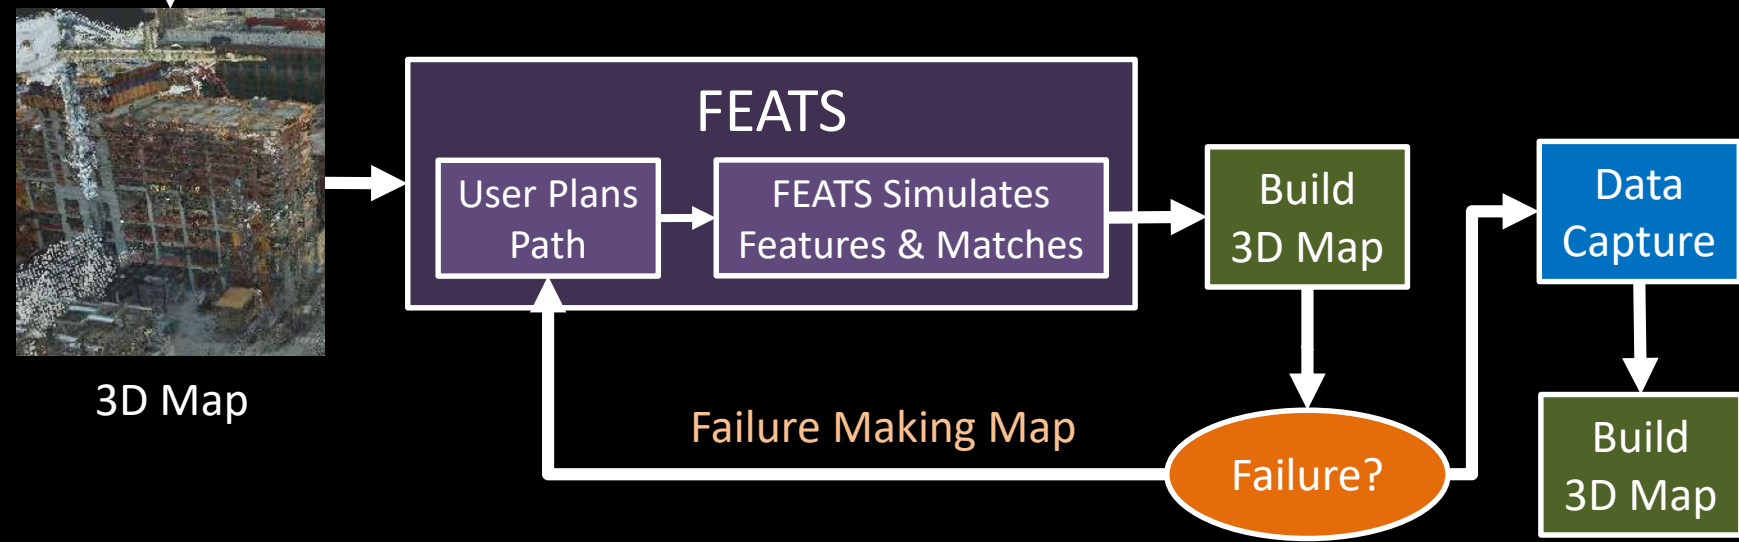 FEATS
User Plans
Path
FEATS Simulates
Features & Matches
Build
3D Map
Data
Capture
3D Map
Failure Making Map
Failure?
Build
3D Map